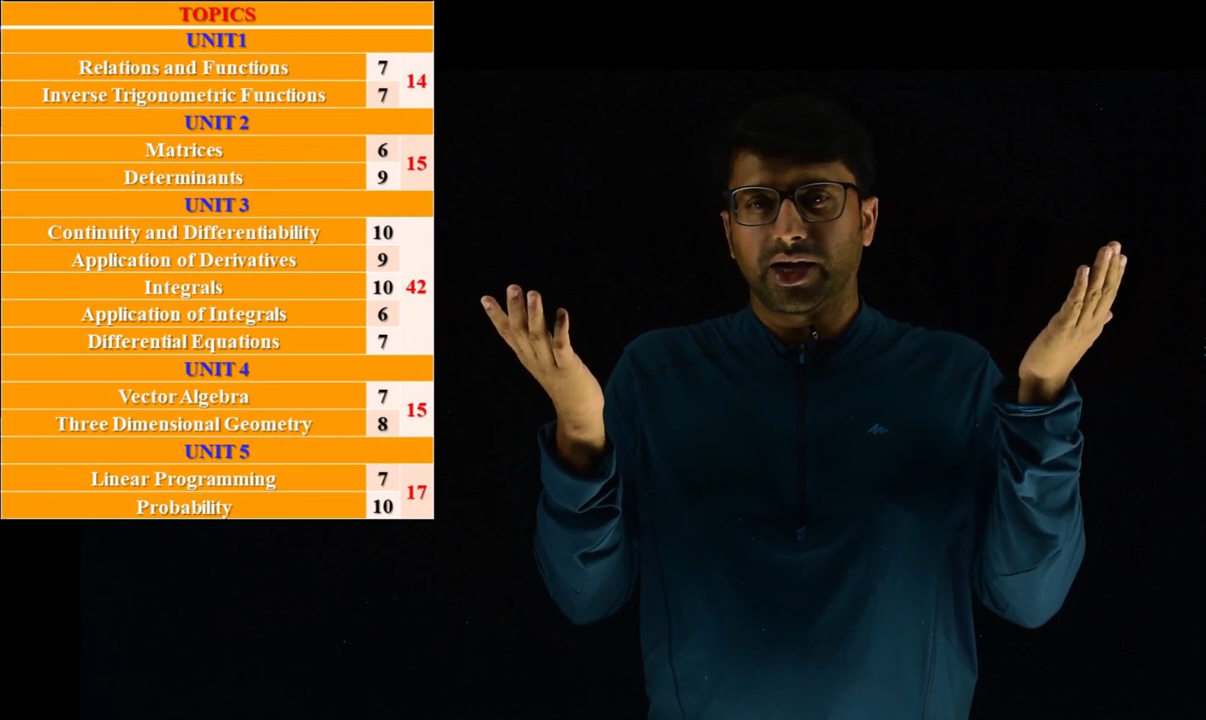 TOPICS
UNIT1
Relations and Functions 7 14
Inverse Trigonometric Functions 7
UNIT 2
Matrices 6 15
Determinants 9
UNIT 3
Continuity and Differentiability 10
Application of Derivatives 9
Integrals 10 42
Application of Integrals 6
Differential Equations 7
UNIT 4
Vector Algebra 7 15
Three Dimensional Geometry 8
UNIT 5
Linear Programming 7 17
Probability 10